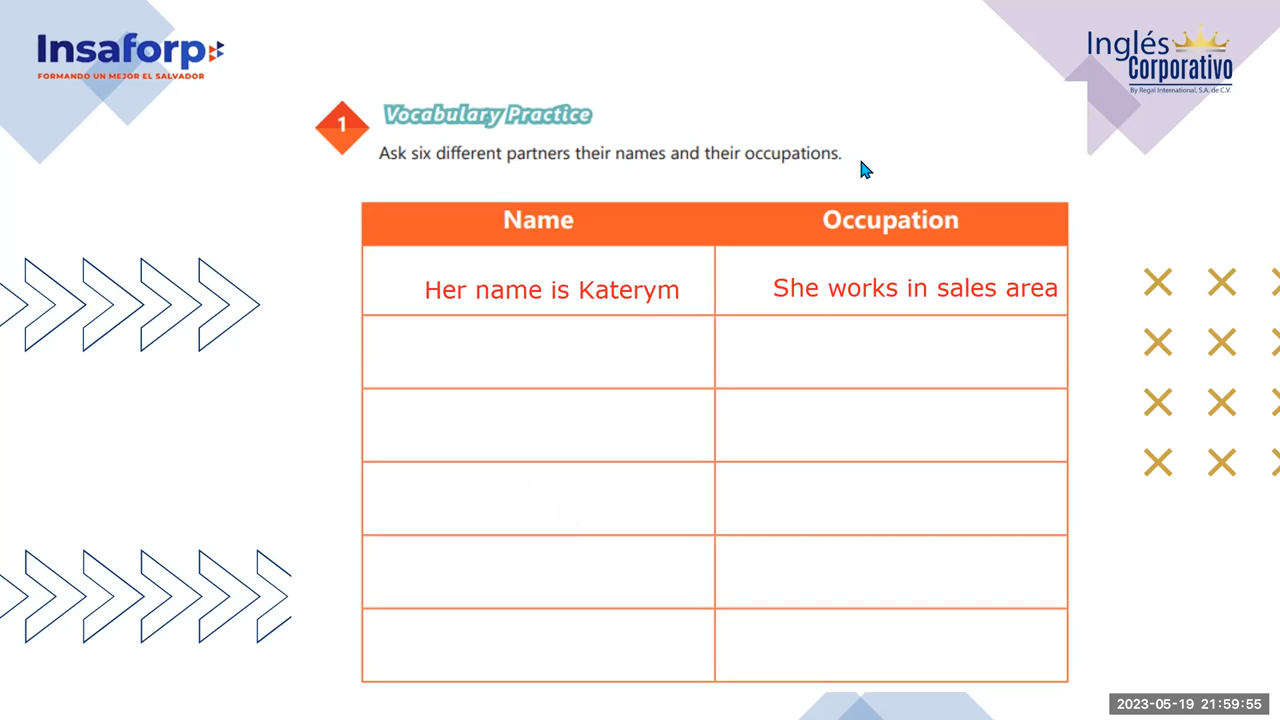 Insaforp
FORMANDO UN MEJOR EL SALVADOR
Inglés
Corporativo
By Regal International, S.A. de C.V.
1
Vocabulary Practice
Ask six different partners their names and their occupations.
Name Occupation
Her name is Katerym She works in sales area
2023-05-19 21:59:55